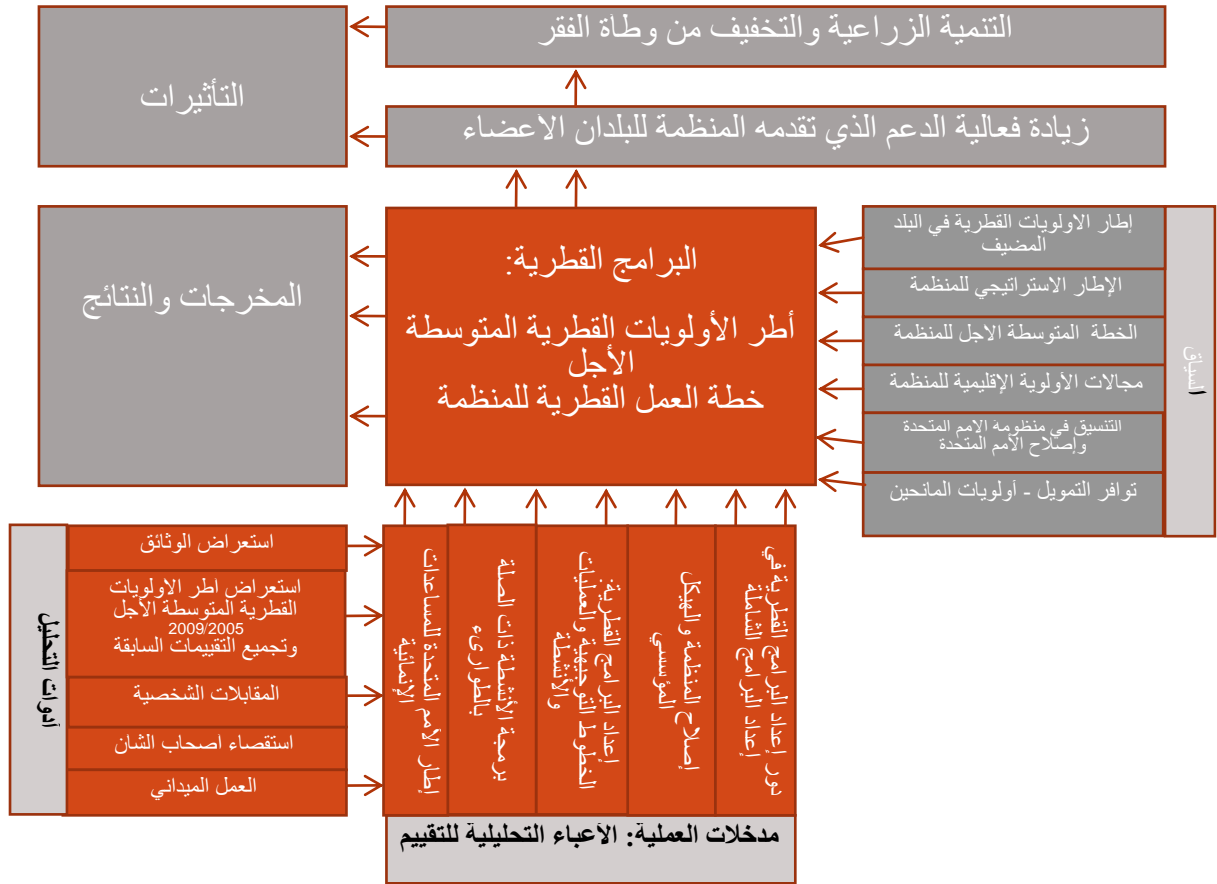 التنمية الزراعية والتخفيف من وطأة الفقر
التأثيرات
زيادة فعالية الدعم الذي تقدمه المنظمة للبلدان الاعضاء
إطار الاولويات القطرية في البلد
المضيف
الإطار الاستراتيجي للمنظمة
الخطة المتوسطة الاجل للمنظمة
مجالات الأولوية الإقليمية للمنظمة
التنسيق في منظومه الامم المتحدة
وإصلاح الأمم المتحدة
توافر التمويل - أولويات المانحين
السياق
البرامج القطرية:
أطر الأولويات القطرية المتوسطة
الأجل
خطة العمل القطرية للمنظمة
المخرجات والنتائج
دور إعداد البرامج القطرية في
إعداد البرامج الشاملة
إصلاح المنظمة والهيكل
المؤسسي
إعداد البرامج القطرية:
الخطوط التوجيهية والعمليات
والأنشطة
برمجة الأنشطة ذات الصلة
بالطوارىء
إطار الأمم المتحدة للمساعدات
الإنمائية
مدخلات العملية: الأعباء التحليلية للتقييم
استعراض الوثائق
استعراض اطر الاولويات
القطرية المتوسطة الأجل
2009/2005
وتجميع التقييمات السابقة
المقابلات الشخصية
استقصاء اصحاب الشان
العمل الميداني
أدوات التحليل